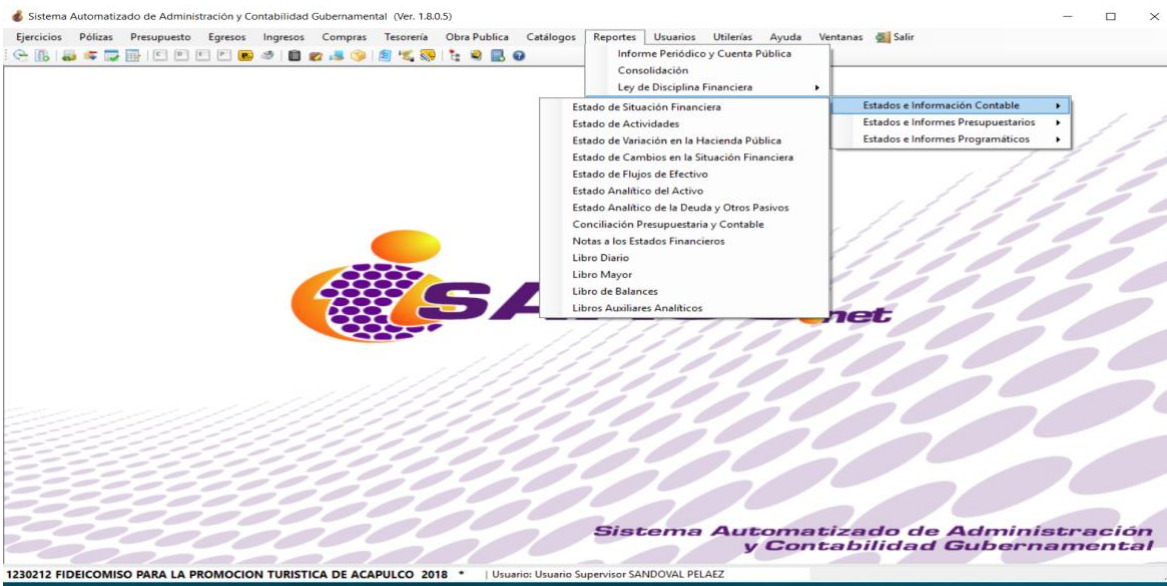 Sistema Automatizado de Administración y Contabilidad Gubernamental (Ver. 1.8.0.5)
Ejercicios Pólizas Presupuesto Egresos Ingresos Compras Tesorería Obra Publica Catálogos Reportes Usuarios Utilerías Ayuda Ventanas Salir
Informe Periódico y Cuenta Pública
Consolidación
Ley de Disciplina Financiera
Estados e Información Contable
Estados e Informes Presupuestarios
Estados e Informes Programáticos
Estado de Situación Financiera
Estado de Actividades
Estado de Variación en la Hacienda Pública
Estado de Cambios en la Situación Financiera
Estado de Flujos de Efectivo
Estado Analítico del Activo
Estado Analítico de la Deuda y Otros Pasivos
Conciliación Presupuestaria y Contable
Notas a los Estados Financieros
Libro Diario
Libro Mayor
Libro de Balances
Libros Auxiliares Analíticos
net
Sistema Automatizado de Administración
y Contabilidad Gubernamental
1230212 FIDEICOMISO PARA LA PROMOCION TURISTICA DE ACAPULCO 2018 * | Usuario: Usuario Supervisor SANDOVAL PELAEZ